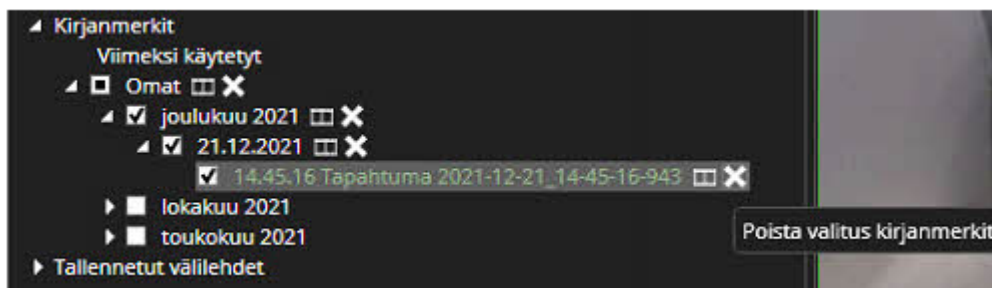 Kirjanmerkit
Viimeksi käytetyt
Omat
joulukuu 2021
21.12.2021
14.45.16 Tapahtuma 2021-12-21_14-45-16-943
lokakuu 2021
toukokuu 2021
Poista valitus kirjanmerkit
Tallennetut välilehdet